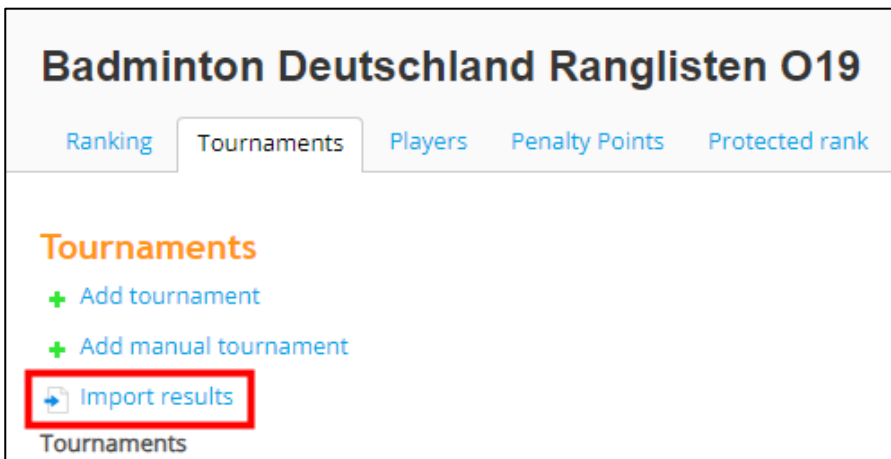 Badminton Deutschland Ranglisten O19
Ranking Tournaments Players Penalty Points Protected rank
Tournaments
Add tournament
Add manual tournament
Import results
Tournaments